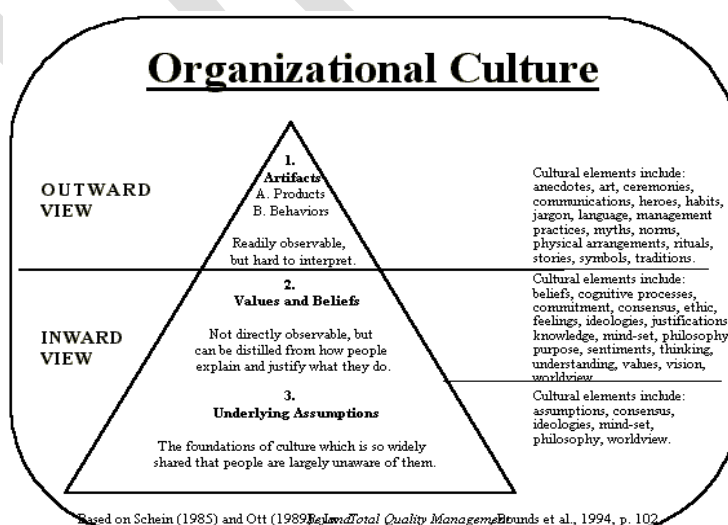 Organizational Culture
OUTWARD
VIEW
1.
Artifacts
A. Products
B. Behaviors
Readily observable,
but hard to interpret.
Cultural elements include:
anecdotes, art, ceremonies,
communications, heroes, habits,
jargon, language, management
practices, myths, norms,
physical arrangements, rituals,
stories, symbols, traditions.
INWARD
VIEW
2.
Values and Beliefs
Not directly observable, but
can be distilled from how people
explain and justify what they do.
Cultural elements include:
beliefs, cognitive processes,
commitment, consensus, ethic,
feelings, ideologies, justifications
knowledge, mind-set, philosophy
purpose, sentiments, thinking,
understanding, values, vision,
worldview.
3.
Underlying Assumptions
The foundations of culture which is so widely
shared that people are largely unaware of them.
Cultural elements include:
assumptions, consensus,
ideologies, mind-set,
philosophy, worldview.
Based on Schein (1985) and Ott (1989) Total Quality Management Bounds et al., 1994, p. 102